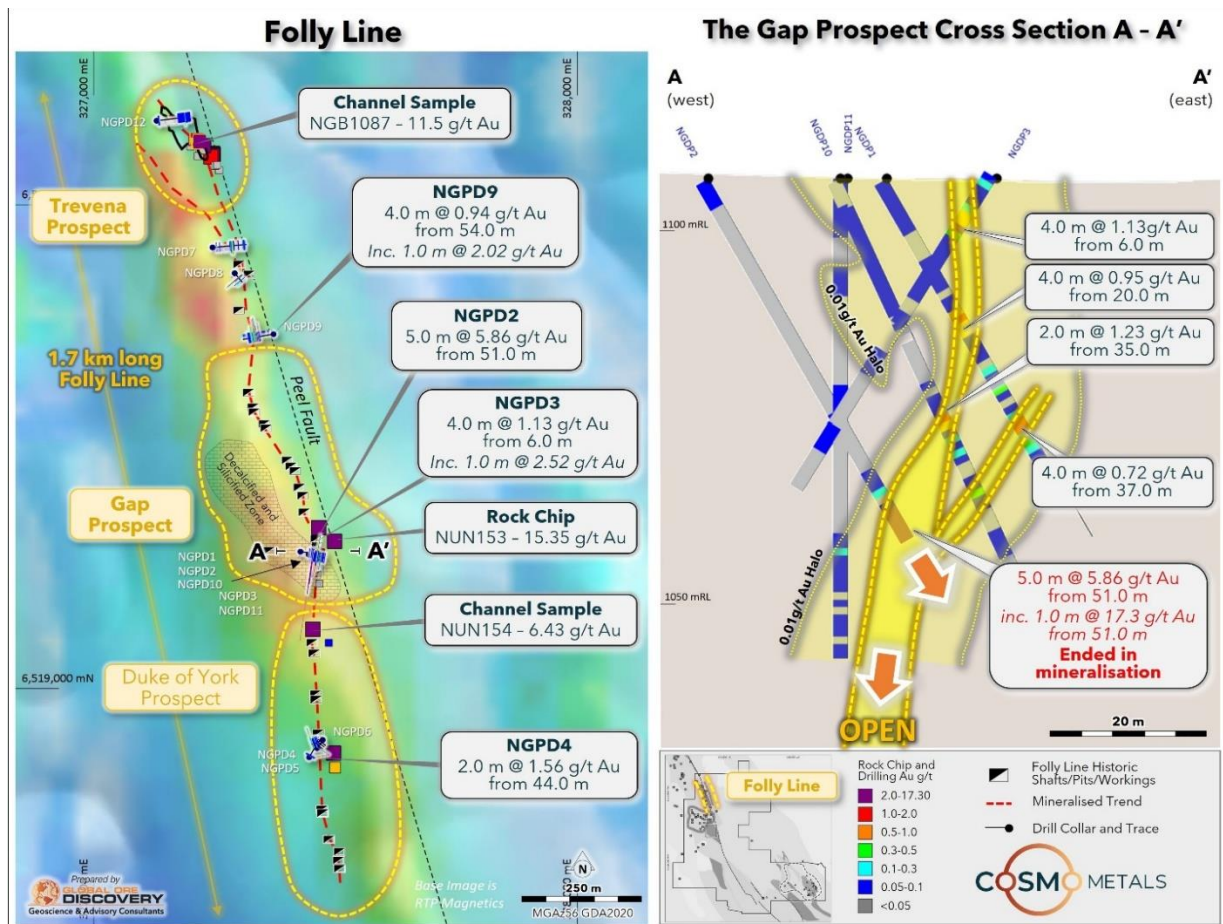 Folly Line
327,000 mE
328,000 mE
NGPD12
Channel Sample
NGB1087 – 11.5 g/t Au
Trevena
Prospect
NGPD9
4.0 m @ 0.94 g/t Au
from 54.0 m
Inc. 1.0 m @ 2.02 g/t Au
NGPD7
NGPD8
NGPD9
NGPD2
5.0 m @ 5.86 g/t Au
from 51.0 m
1.7 km long
Folly Line
Peel Fault
NGPD3
4.0 m @ 1.13 g/t Au
from 6.0 m
Inc. 1.0 m @ 2.52 g/t Au
Decalcified and
Silicified Zone
Gap
Prospect
Rock Chip
NUN153 – 15.35 g/t Au
A
A'
NGPD1
NGPD2
NGPD10
NGPD3
NGPD11
Channel Sample
NUN154 – 6.43 g/t Au
6,519,000 mN
Duke of York
Prospect
NGPD6
NGPD4
NGPD5
NGPD4
2.0 m @ 1.56 g/t Au
from 44.0 m
Prepared by
GLOBAL ORE
DISCOVERY
Geoscience & Advisory Consultants
Base Image is
RTP Magnetics
N
250 m
MGAz56 GDA2020
The Gap Prospect Cross Section A – A'
A
(west)
A'
(east)
NGDP2
NGDP10
NGDP11
NGDP1
NGDP3
1100 mRL
4.0 m @ 1.13g/t Au
from 6.0 m
4.0 m @ 0.95 g/t Au
from 20.0 m
0.01g/t Au Halo
2.0 m @ 1.23 g/t Au
from 35.0 m
4.0 m @ 0.72 g/t Au
from 37.0 m
1050 mRL
0.01g/t Au Halo
5.0 m @ 5.86 g/t Au
from 51.0 m
inc. 1.0 m @ 17.3 g/t Au
from 51.0 m
Ended in
mineralisation
OPEN
20 m
Folly Line
Rock Chip and
Drilling Au g/t
2.0-17.30
1.0-2.0
0.5-1.0
0.3-0.5
0.1-0.3
0.05-0.1
<0.05
Folly Line Historic
Shafts/Pits/Workings
Mineralised Trend
Drill Collar and Trace
COSMO METALS